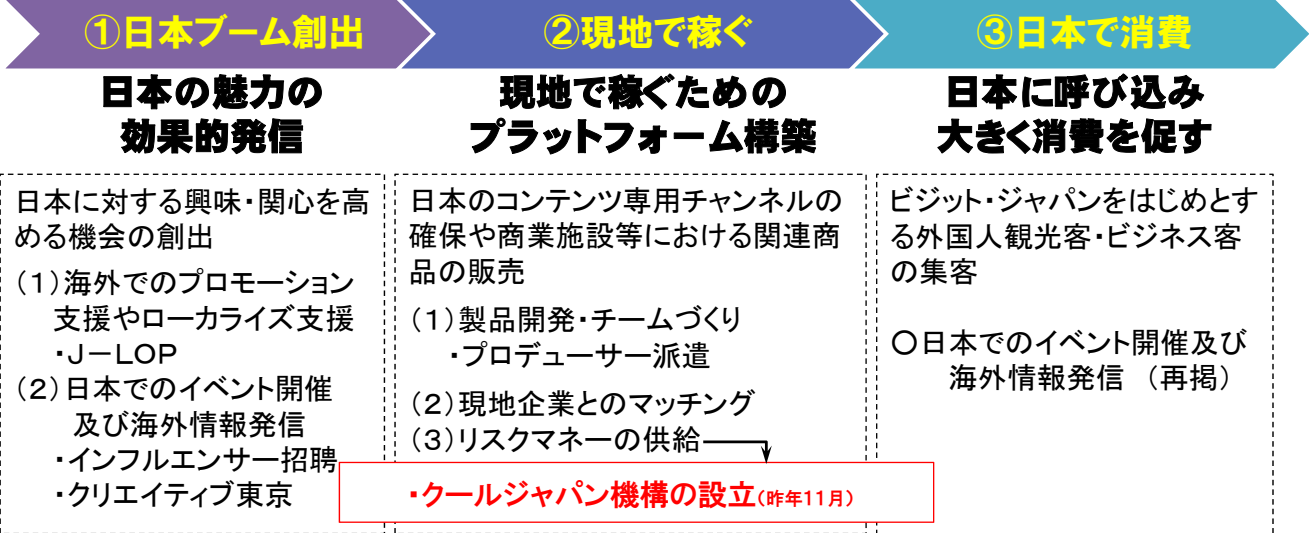 ①日本ブーム創出
②現地で稼ぐ
③日本で消費
日本の魅力の
効果的発信
現地で稼ぐための
プラットフォーム構築
日本に呼び込み
大きく消費を促す
日本に対する興味・関心を高
める機会の創出
(1)海外でのプロモーション
支援やローカライズ支援
・J-LOP
(2)日本でのイベント開催
及び海外情報発信
・インフルエンサー招聘
・クリエイティブ東京
日本のコンテンツ専用チャンネルの
確保や商業施設等における関連商
品の販売
(1)製品開発・チームづくり
・プロデューサー派遣
(2)現地企業とのマッチング
(3)リスクマネーの供給
・クールジャパン機構の設立(昨年11月)
ビジット・ジャパンをはじめとす
る外国人観光客・ビジネス客
の集客
○日本でのイベント開催及び
海外情報発信 (再掲)